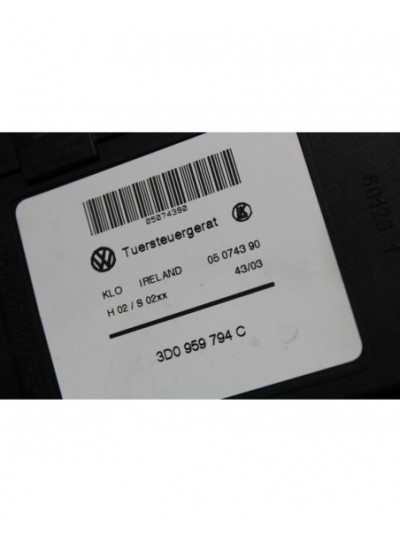 05074390
Tuersteuergerat
KLO IRELAND 05 0743 90
H 02 / S 02xx 43/03
3D0 959 794 C